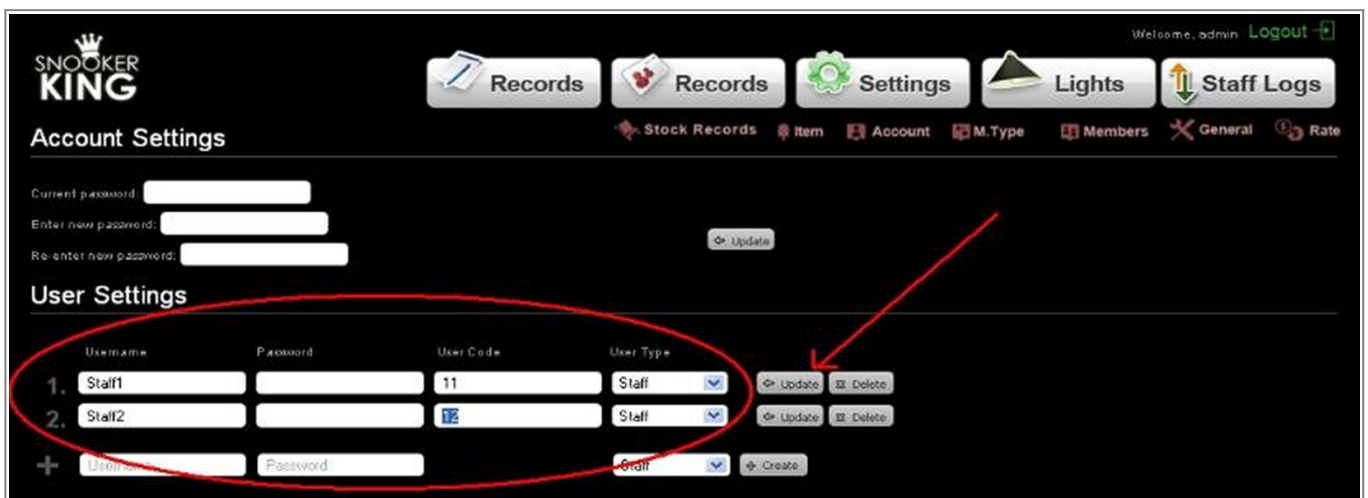 Welcome, admin Logout
SNOOKER
KING
Records Records Settings Lights Staff Logs
Stock Records Item Account M.Type Members General Rate
Account Settings
Current password:
Enter new password:
Re-enter new password:
Update
User Settings
Username Password User Code User Type
1. Staff1 11 Staff Update Delete
2. Staff2 12 Staff Update Delete
+ Username Password Staff Create